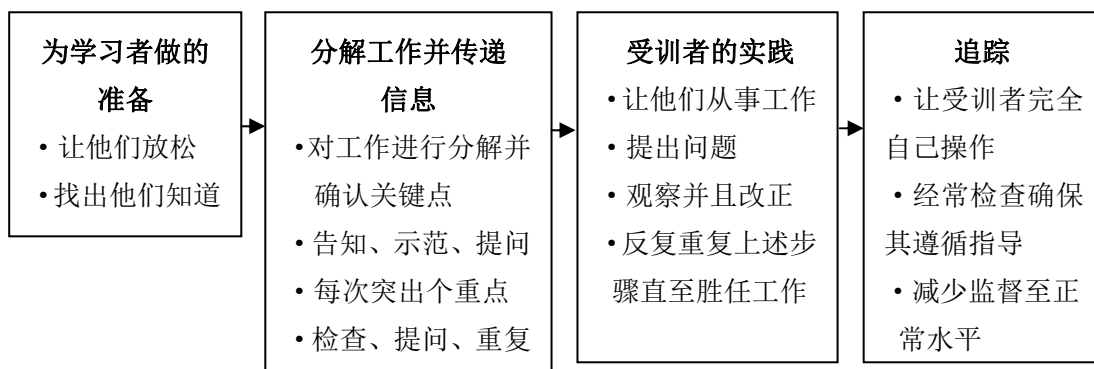 为学习者做的
准备
·让他们放松
·找出他们知道
分解工作并传递
信息
·对工作进行分解并
确认关键点
·告知、示范、提问
·每次突出个重点
·检查、提问、重复
受训者的实践
·让他们从事工作
·提出问题
·观察并且改正
·反复重复上述步
骤直至胜任工作
追踪
·让受训者完全
自己操作
·经常检查确保
其遵循指导
·减少监督至正
常水平